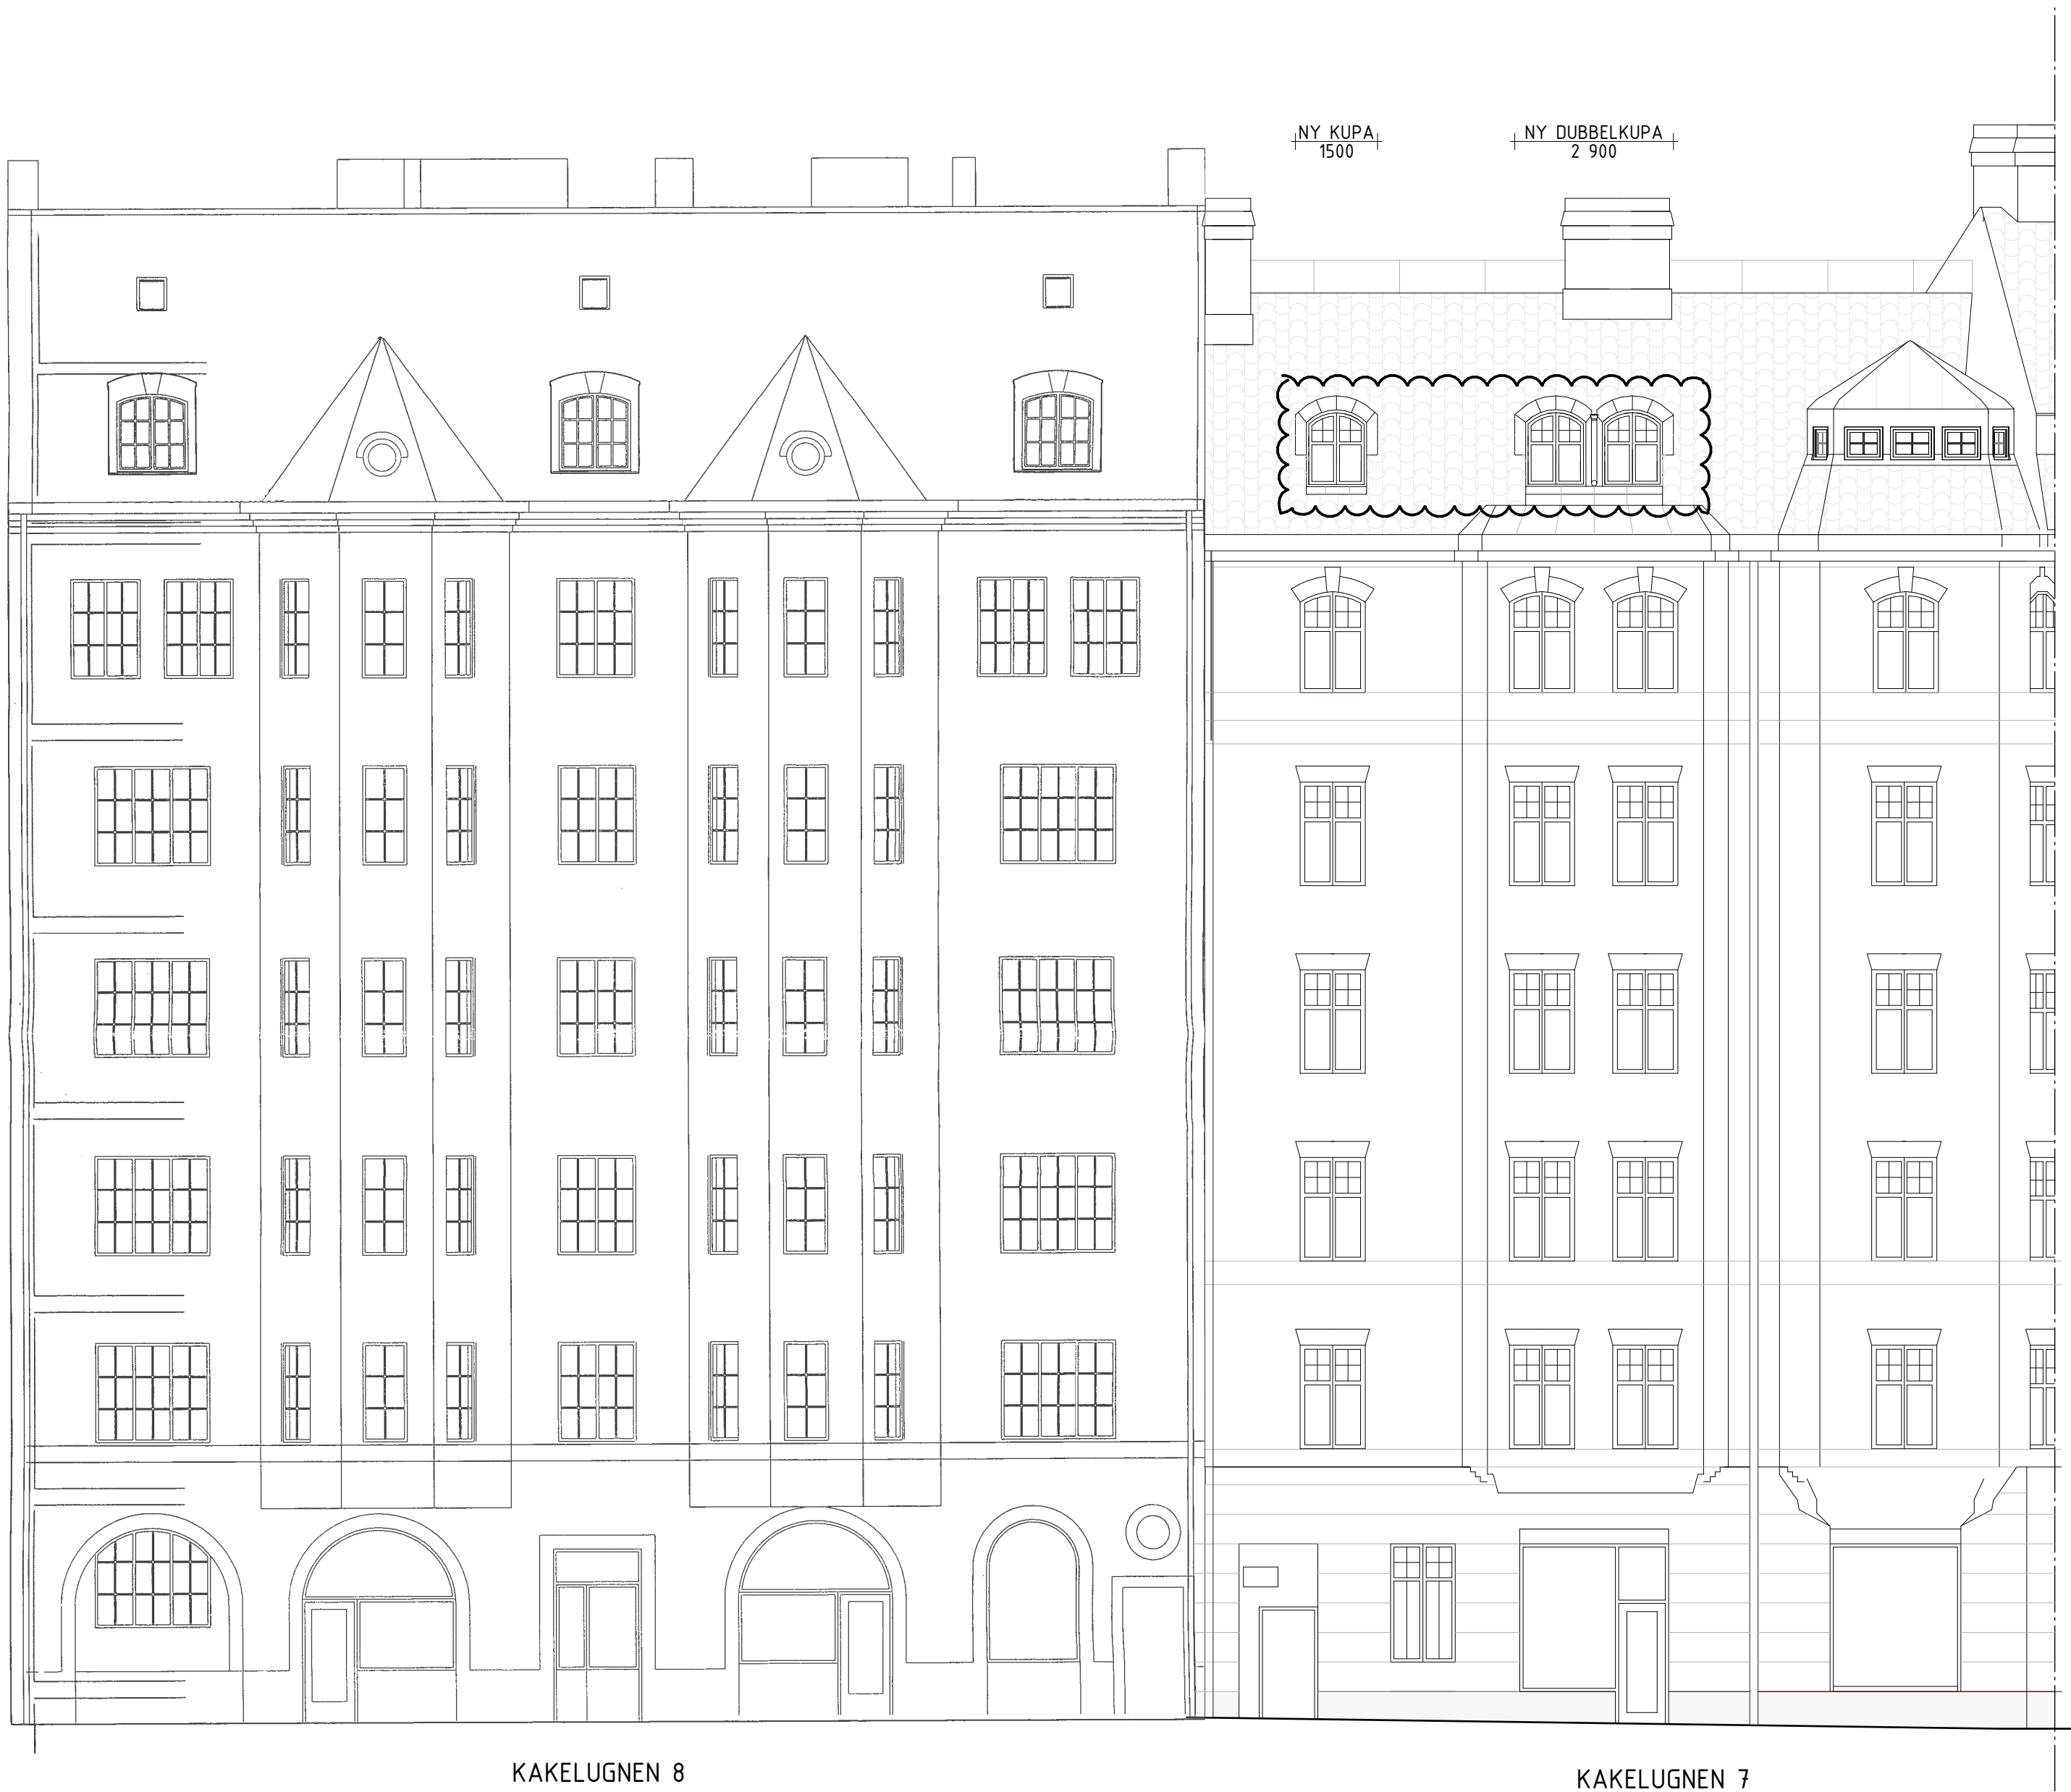 NY KUPA
1500
NY DUBBELKUPA
2 900
KAKELUGNEN 8
KAKELUGNEN 7